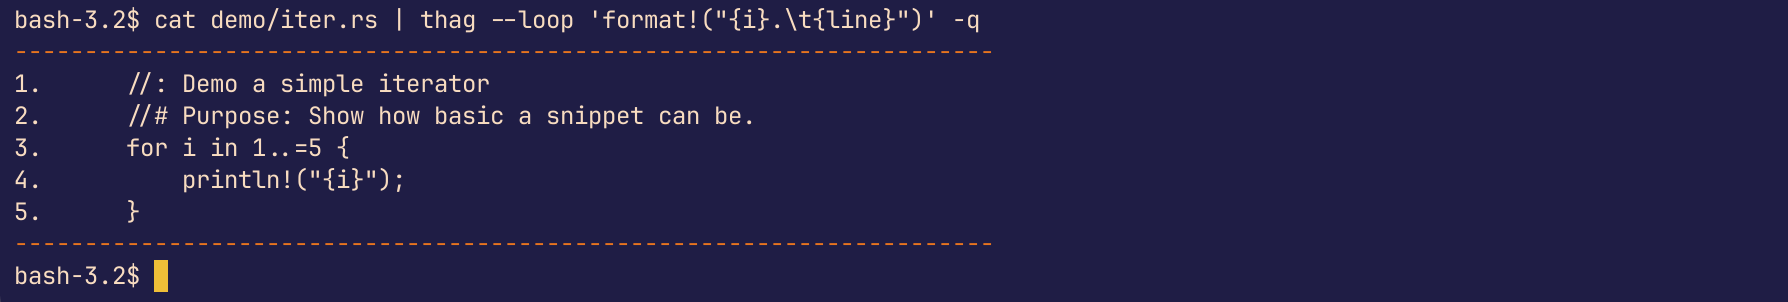 bash-3.2$ cat demo/iter.rs | thag --loop 'format!("{i}.\t{line}")' -q
----------------------------------------------------------------------
1.      //: Demo a simple iterator
2.      //# Purpose: Show how basic a snippet can be.
3.      for i in 1..=5 {
4.          println!("{i}");
5.      }
----------------------------------------------------------------------
bash-3.2$